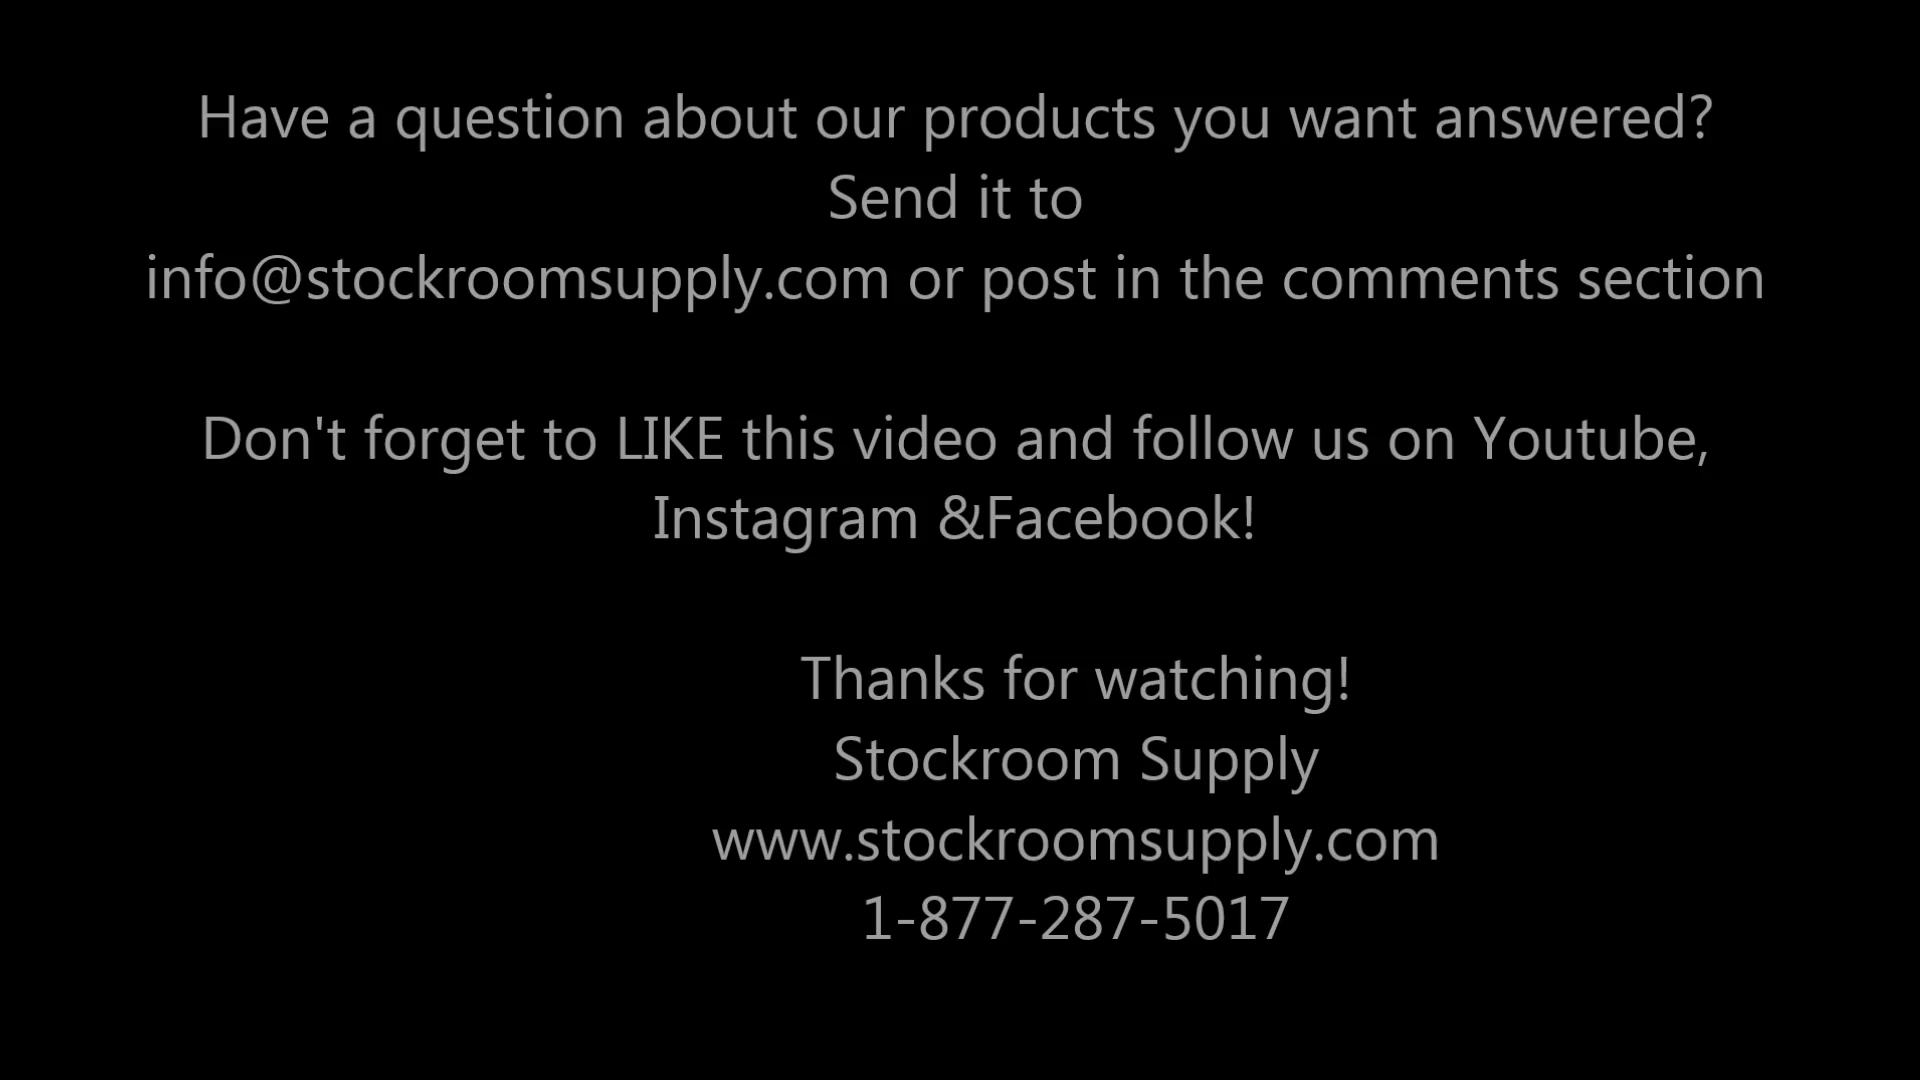 Have a question about our products you want answered?
Send it to
info@stockroomsupply.com or post in the comments section
Don't forget to LIKE this video and follow us on Youtube,
Instagram &Facebook!
Thanks for watching!
Stockroom Supply
www.stockroomsupply.com
1-877-287-5017